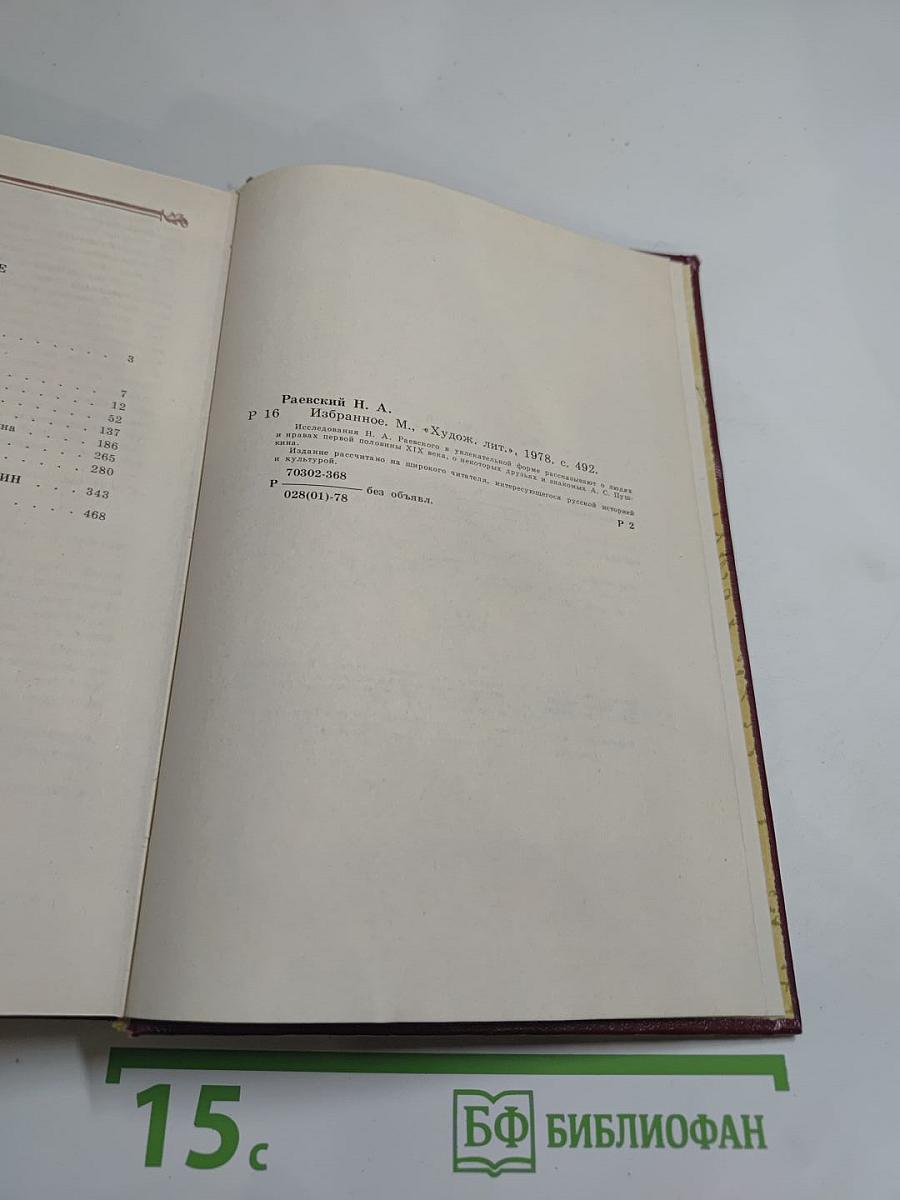 Е
3
7
12
52
на
137
186
265
280
ИН
343
468
Раевский Н. А.
Р 16 Избранное. М., «Худож. лит.», 1978. с. 492.
Исследования Н. А. Раевского в увлекательной форме рассказывают о людях
и нравах первой половины XIX века, о некоторых друзьях и знакомых А. С. Пуш-
кина.
Издание рассчитано на широкого читателя, интересующегося русской историей
и культурой.
70302-368
Р без объявл.
028(01)-78
Р 2
15 с
БФ БИБЛИОФАН